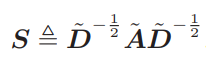 S ≜ D̃^{-1/2} Ã D̃^{-1/2}